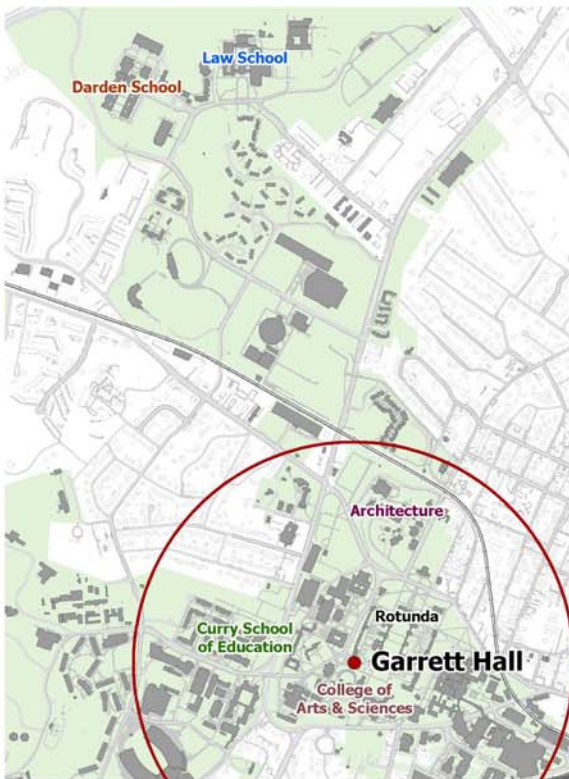 Law School
Darden School
Architecture
Rotunda
Curry School
of Education
Garrett Hall
College of
Arts & Sciences